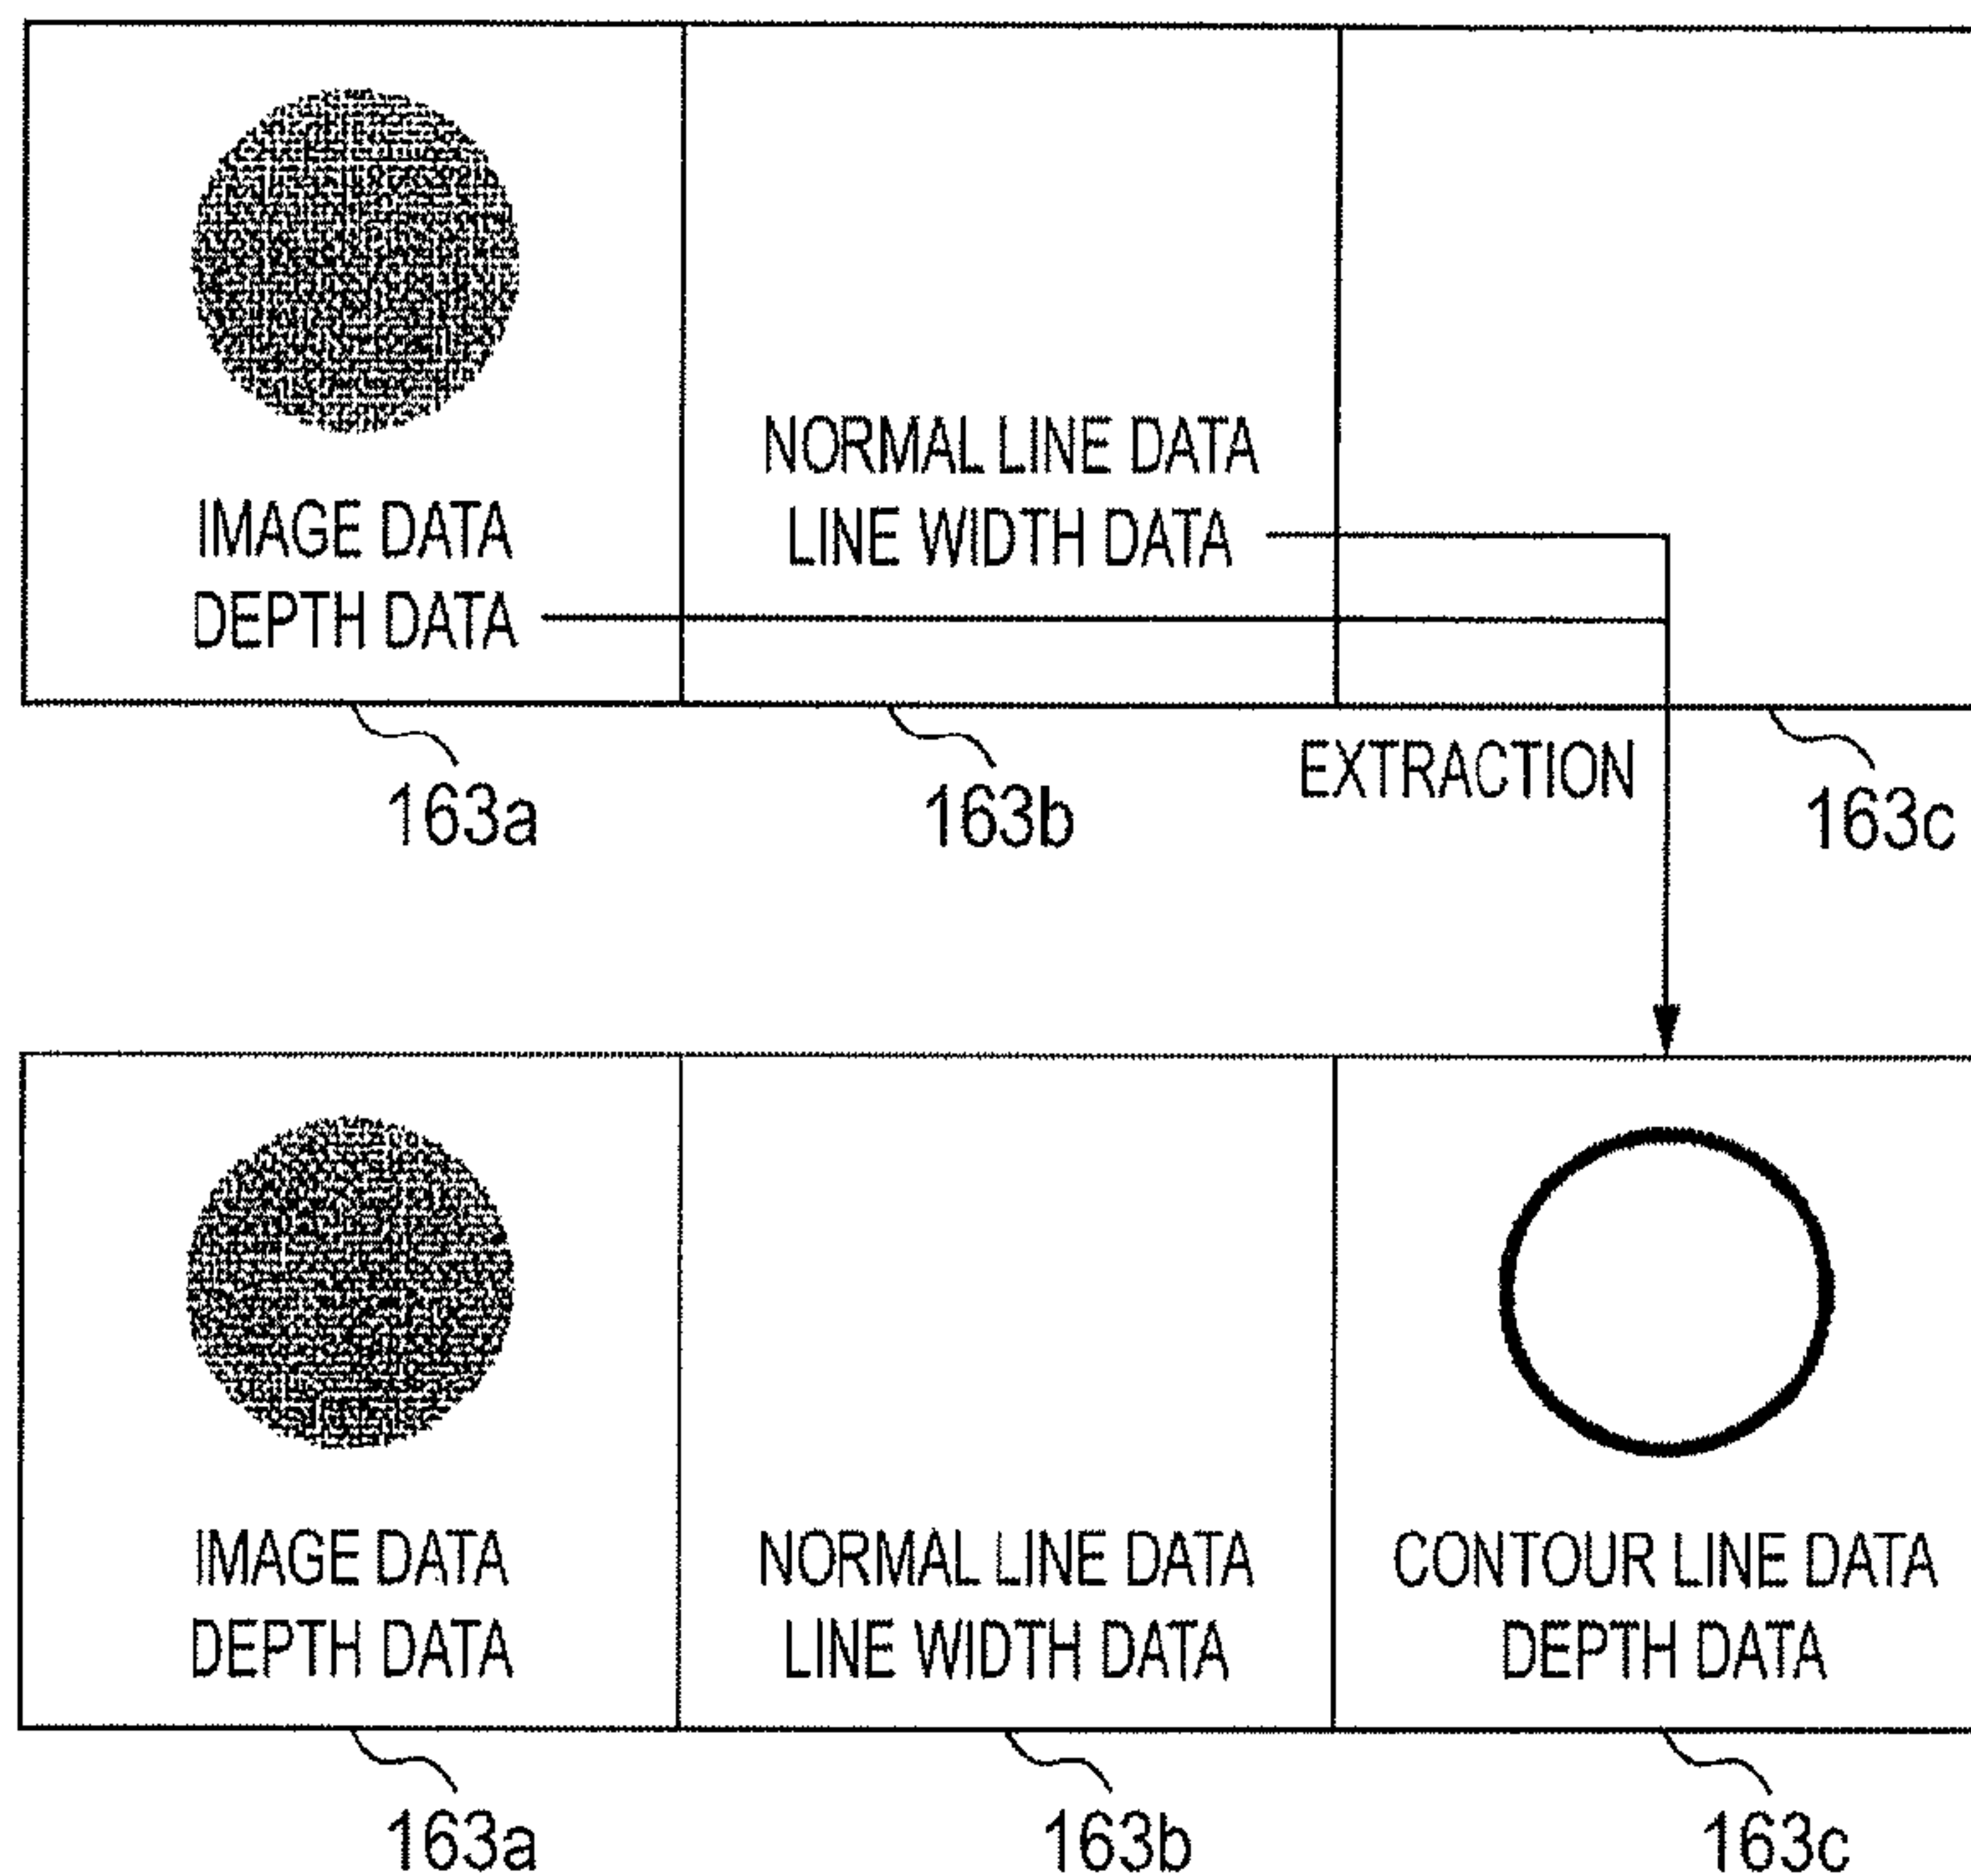 IMAGE DATA
DEPTH DATA
NORMAL LINE DATA
LINE WIDTH DATA
163a
163b
EXTRACTION
163c
IMAGE DATA
DEPTH DATA
NORMAL LINE DATA
LINE WIDTH DATA
CONTOUR LINE DATA
DEPTH DATA
163a
163b
163c